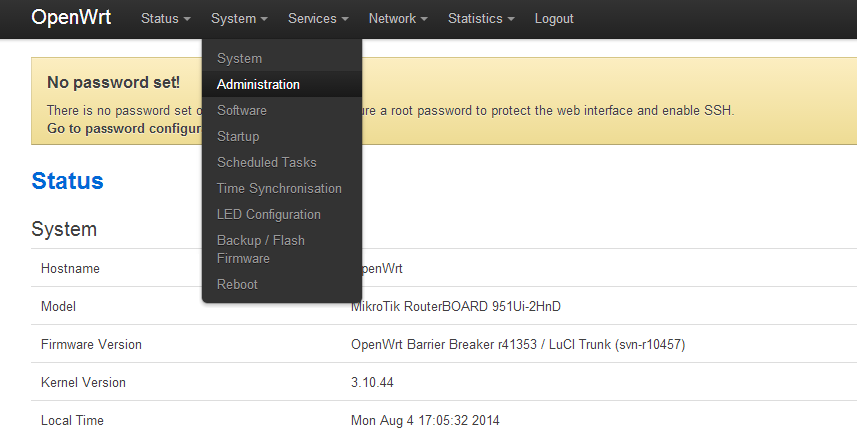 OpenWrt Status System Services Network Statistics Logout
System
Administration
Software
Startup
Scheduled Tasks
Time Synchronisation
LED Configuration
Backup / Flash
Firmware
Reboot
No password set!
There is no password set o
ure a root password to protect the web interface and enable SSH.
Go to password configur
Status
System
Hostname penWrt
Model MikroTik RouterBOARD 951Ui-2HnD
Firmware Version OpenWrt Barrier Breaker r41353 / LuCI Trunk (svn-r10457)
Kernel Version 3.10.44
Local Time Mon Aug 4 17:05:32 2014